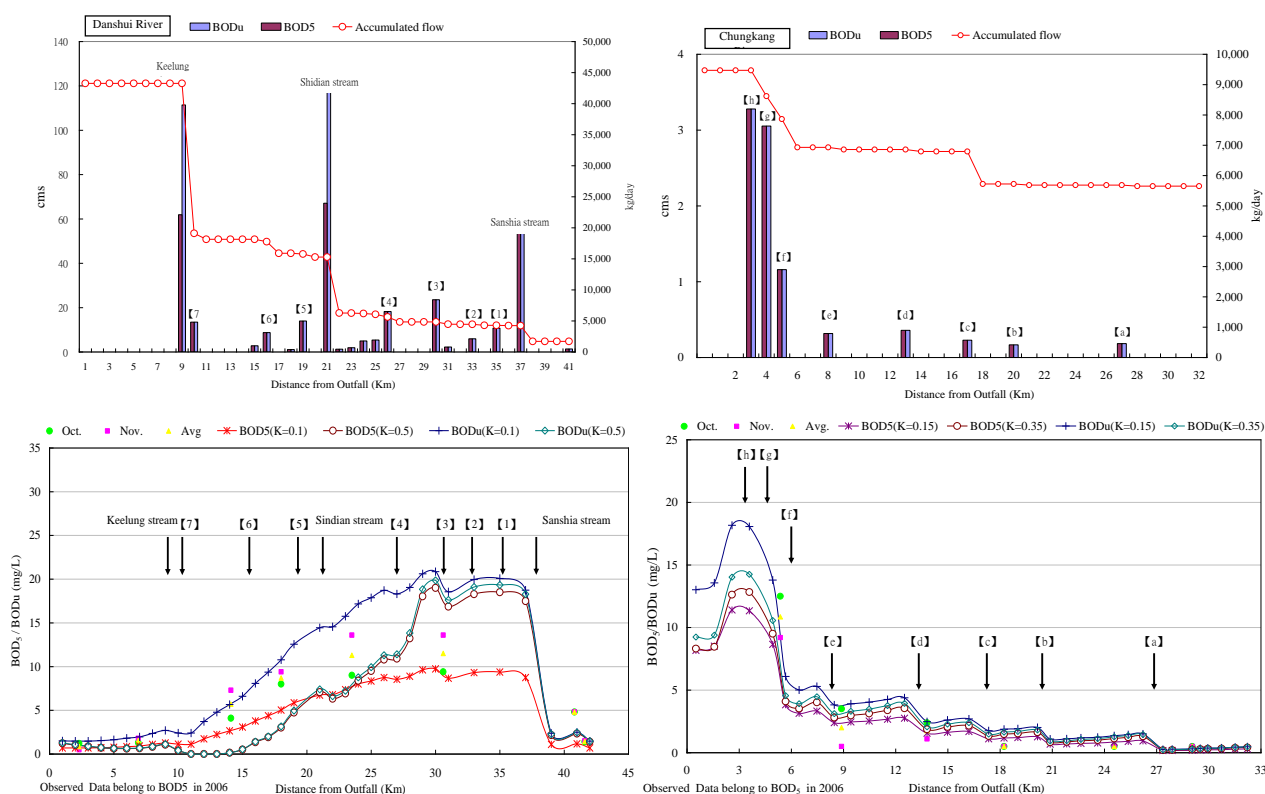 Danshui River
BODu BOD5 Accumulated flow
140 120 100 80 60 40 20 0
cms
50,000 45,000 40,000 35,000 30,000 25,000 20,000 15,000 10,000 5,000 0
kg/day
Keelung
Shidian stream
Sanshia stream
【7
【6】
【5】
【4】
【3】
【2】
【1】
1 3 5 7 9 11 13 15 17 19 21 23 25 27 29 31 33 35 37 39 41
Distance from Outfall (Km)
Chungkang
BODu BOD5 Accumulated flow
4 3 2 1 0
cms
10,000 9,000 8,000 7,000 6,000 5,000 4,000 3,000 2,000 1,000 0
kg/day
【h】
【g】
【f】
【e】
【d】
【c】
【b】
【a】
2 4 6 8 10 12 14 16 18 20 22 24 26 28 30 32
Distance from Outfall (Km)
Oct. Nov. Avg BOD5(K=0.1) BOD5(K=0.5) BODu(K=0.1) BODu(K=0.5)
35 30 25 20 15 10 5 0
BOD5 / BODu (mg/L)
Keelung stream 【7】 【6】 【5】 Sindian stream 【4】 【3】 【2】 【1】 Sanshia stream
0 5 10 15 20 25 30 35 40 45
Observed Data belong to BOD5 in 2006 Distance from Outfall (Km)
Oct. Nov. Avg. BOD5(K=0.15) BOD5(K=0.35) BODu(K=0.15) BODu(K=0.35)
25 20 15 10 5 0
BOD5/BODu (mg/L)
【h】 【g】
【f】
【e】 【d】 【c】 【b】 【a】
0 3 6 9 12 15 18 21 24 27 30 33
Observed Data belong to BOD5 in 2006 Distance from Outfall (Km)